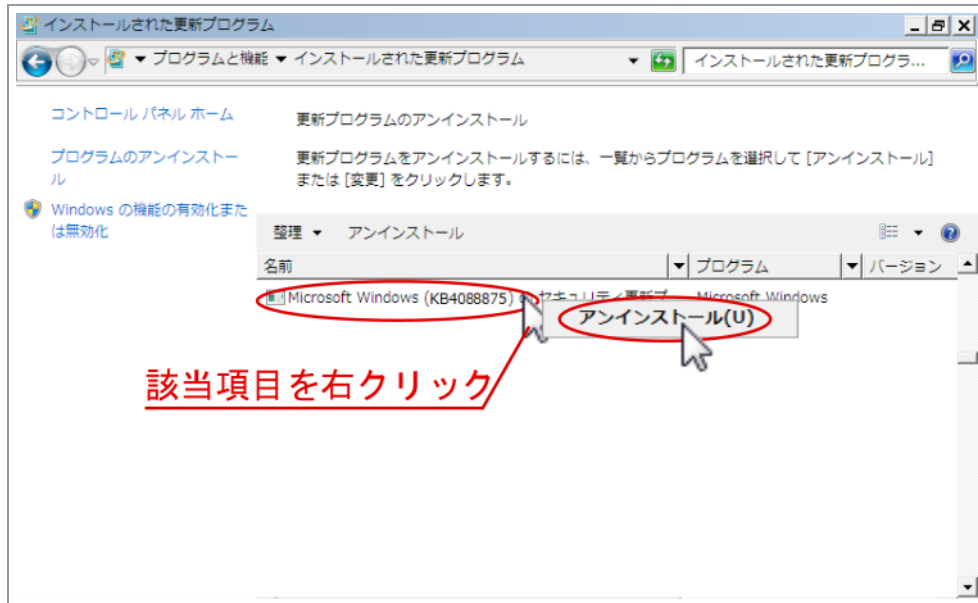 インストールされた更新プログラム
プログラムと機能 ▼ インストールされた更新プログラム
インストールされた更新プログラ...
コントロール パネル ホーム
プログラムのアンインストー
ル
Windows の機能の有効化また
は無効化
更新プログラムのアンインストール
更新プログラムをアンインストールするには、一覧からプログラムを選択して [アンインストール]
または [変更] をクリックします。
整理 ▼ アンインストール
名前 プログラム バージョン
Microsoft Windows (KB4088875) セキュリティ更新プ Microsoft Windows
アンインストール(U)
該当項目を右クリック